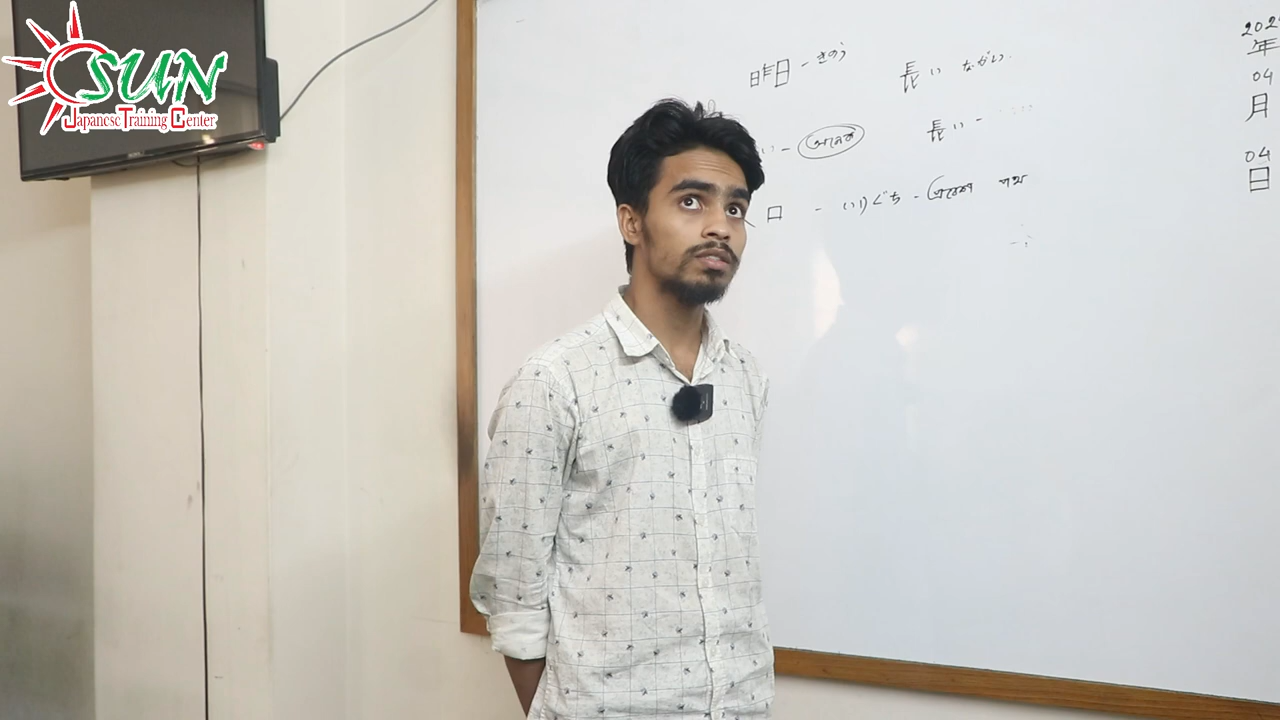 SUN
Japanese Training Center
昨日 - きのう
長い ながい.
い - অনেক
長い -
口 - いりぐち - প্রবেশ পথ
年
04
月
04
日